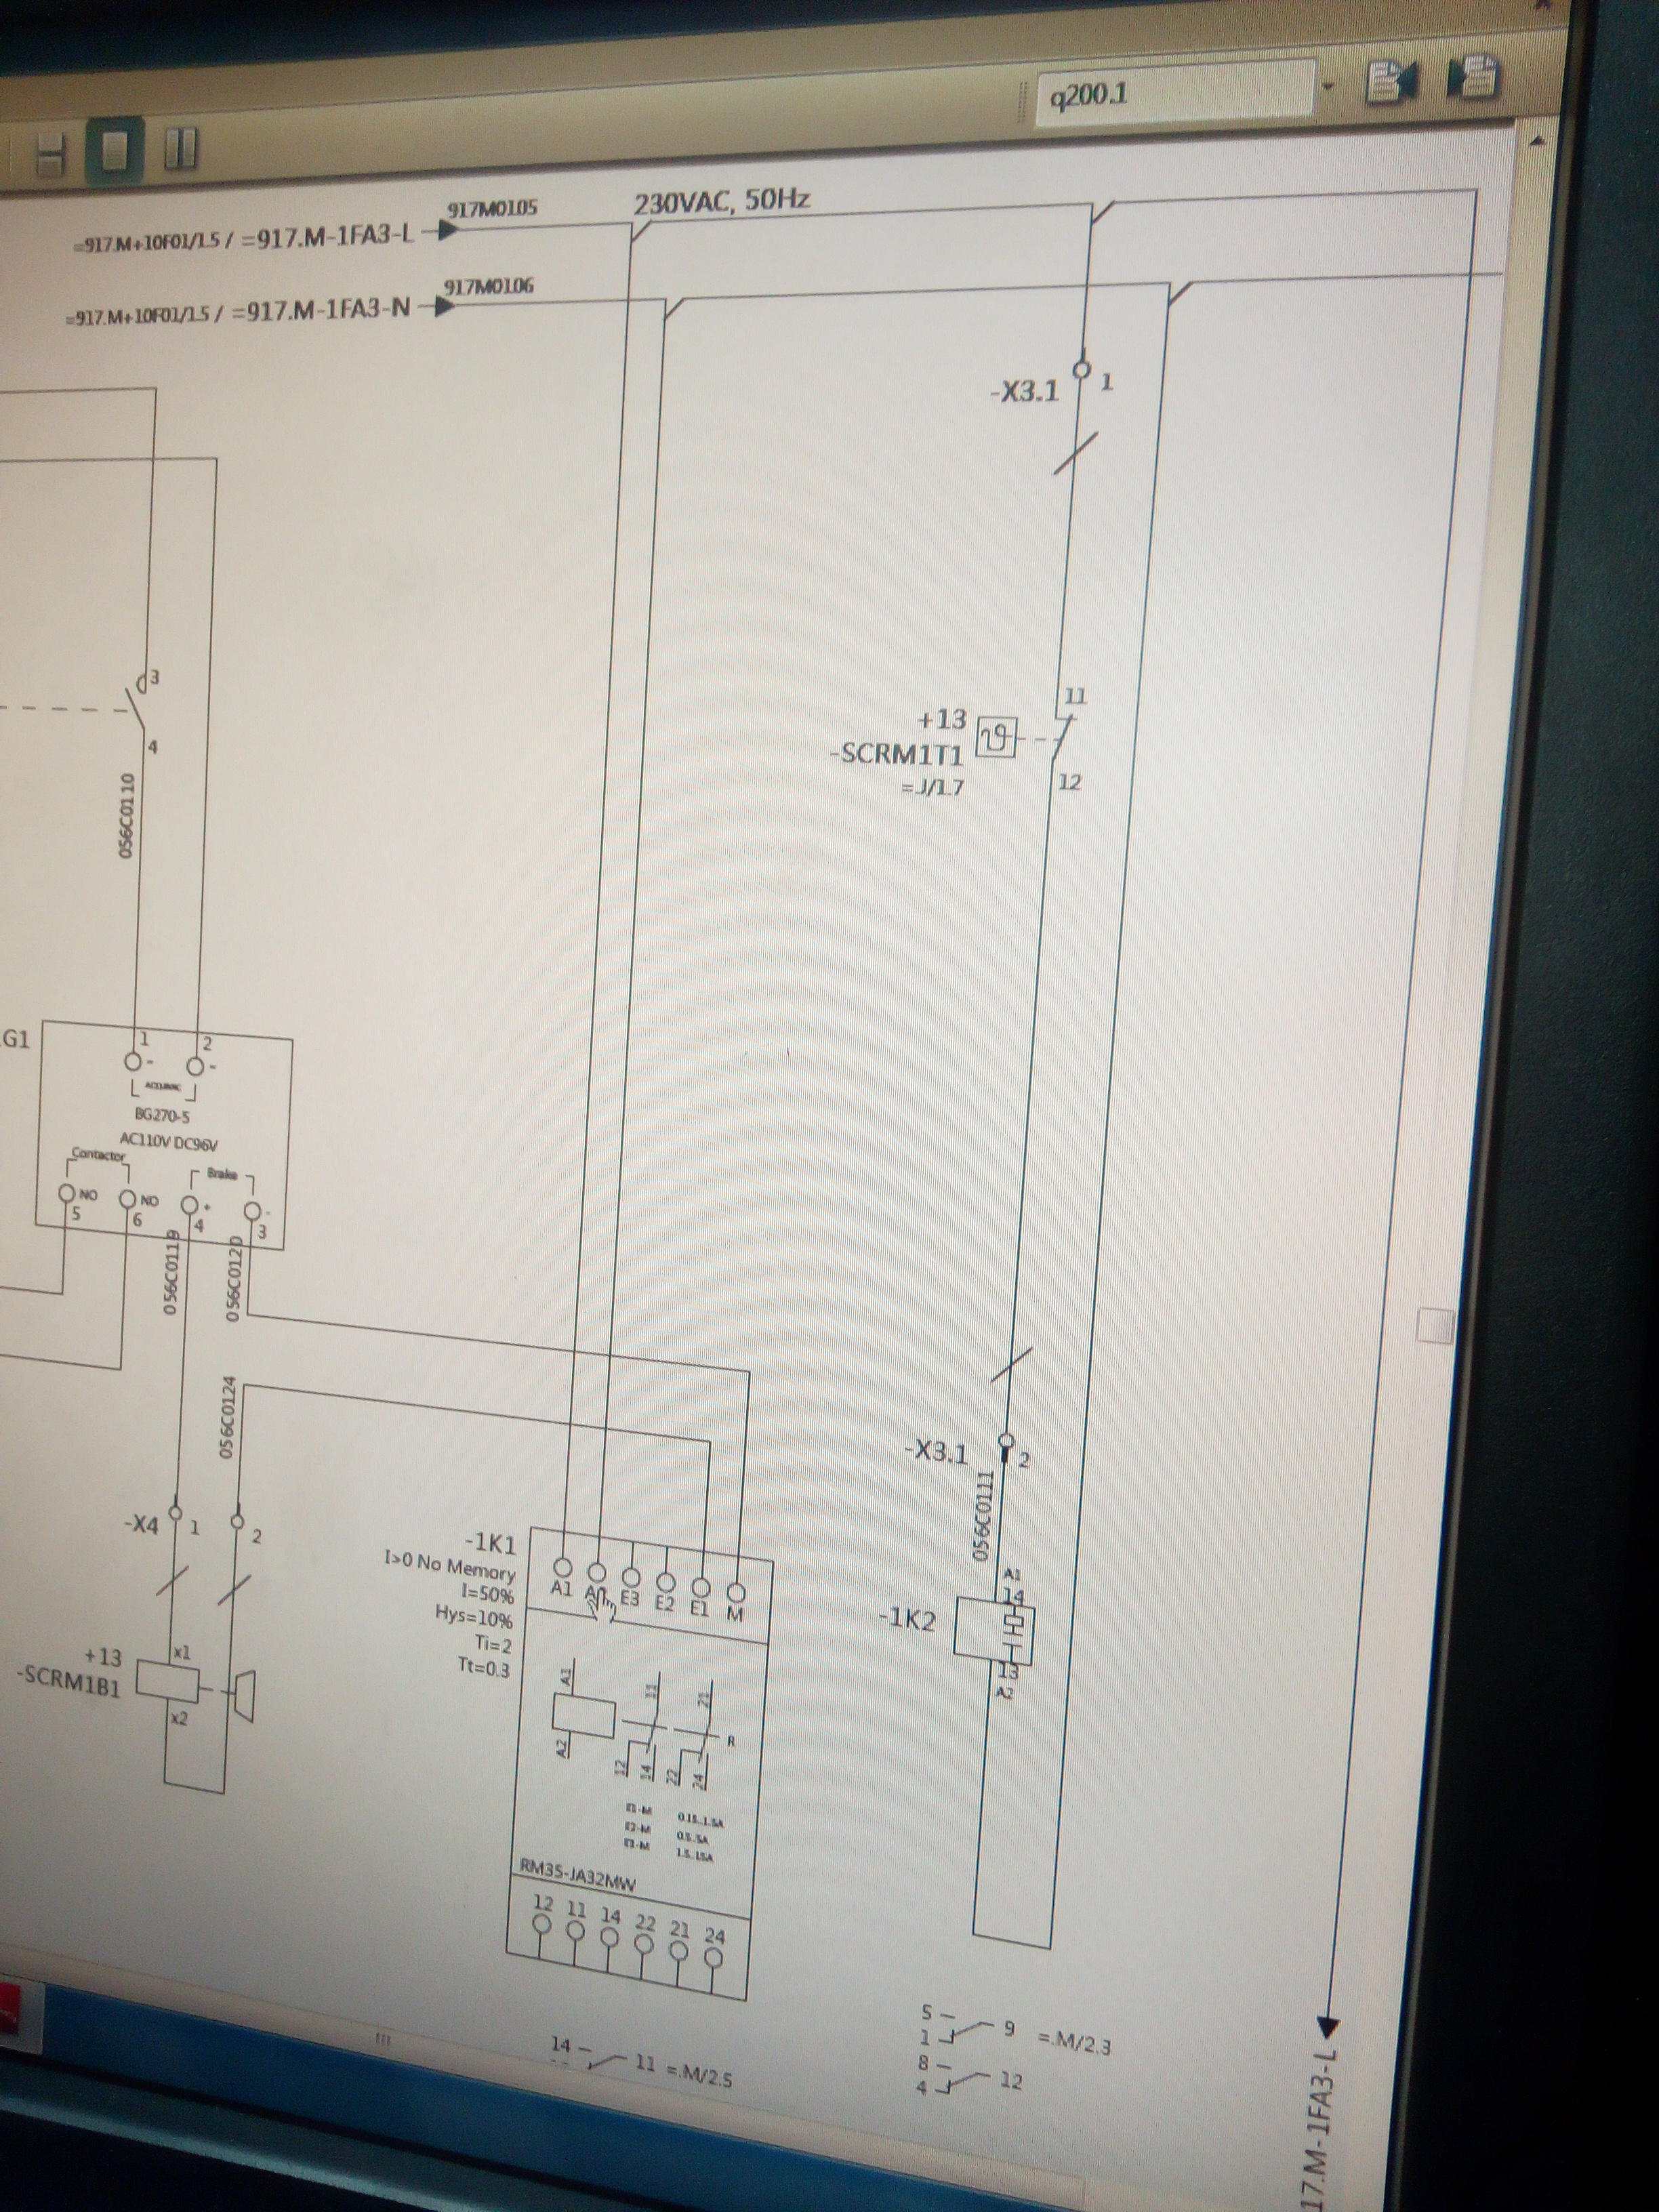 q200.1
917M0105
230VAC, 50Hz
=917.M+10F01/1.5 / =917.M-1FA3-L
917M0106
=917.M+10F01/1.5 / =917.M-1FA3-N
-X3.1
1
3
4
056C0110
+13
-SCRM1T1
=.J/1.7
11
12
G1
1
2
-
-
BG270-5
AC110V DC96V
Contactor
Brake
NO
NO
+
-
5
6
4
3
056C0119
056C0120
056C0124
-X4
1
2
+13
-SCRM1B1
x1
x2
-1K1
I>0 No Memory
I=50%
Hys=10%
Ti=2
Tt=0.3
A1
E3
E2
E1
M
A1
A2
11
21
R
12
14
22
24
E1-M 0.15..1.5A
E2-M 0.5..5A
E3-M 1.5..15A
RM35-JA32MW
12 11 14 22 21 24
-X3.1
2
056C0111
A1
14
-1K2
13
A2
14
11 =.M/2.5
5
1
9 =.M/2.3
8
4
12
17.M-1FA3-L